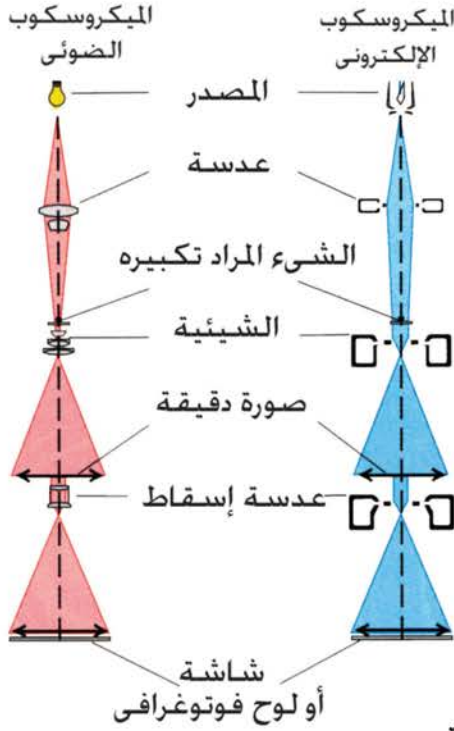 الميكروسكوب
الإلكترونى
الميكروسكوب
الضوئى
المصدر
عدسة
الشىء المراد تكبيره
الشيئية
صورة دقيقة
عدسة إسقاط
شاشة
أو لوح فوتوغرافى